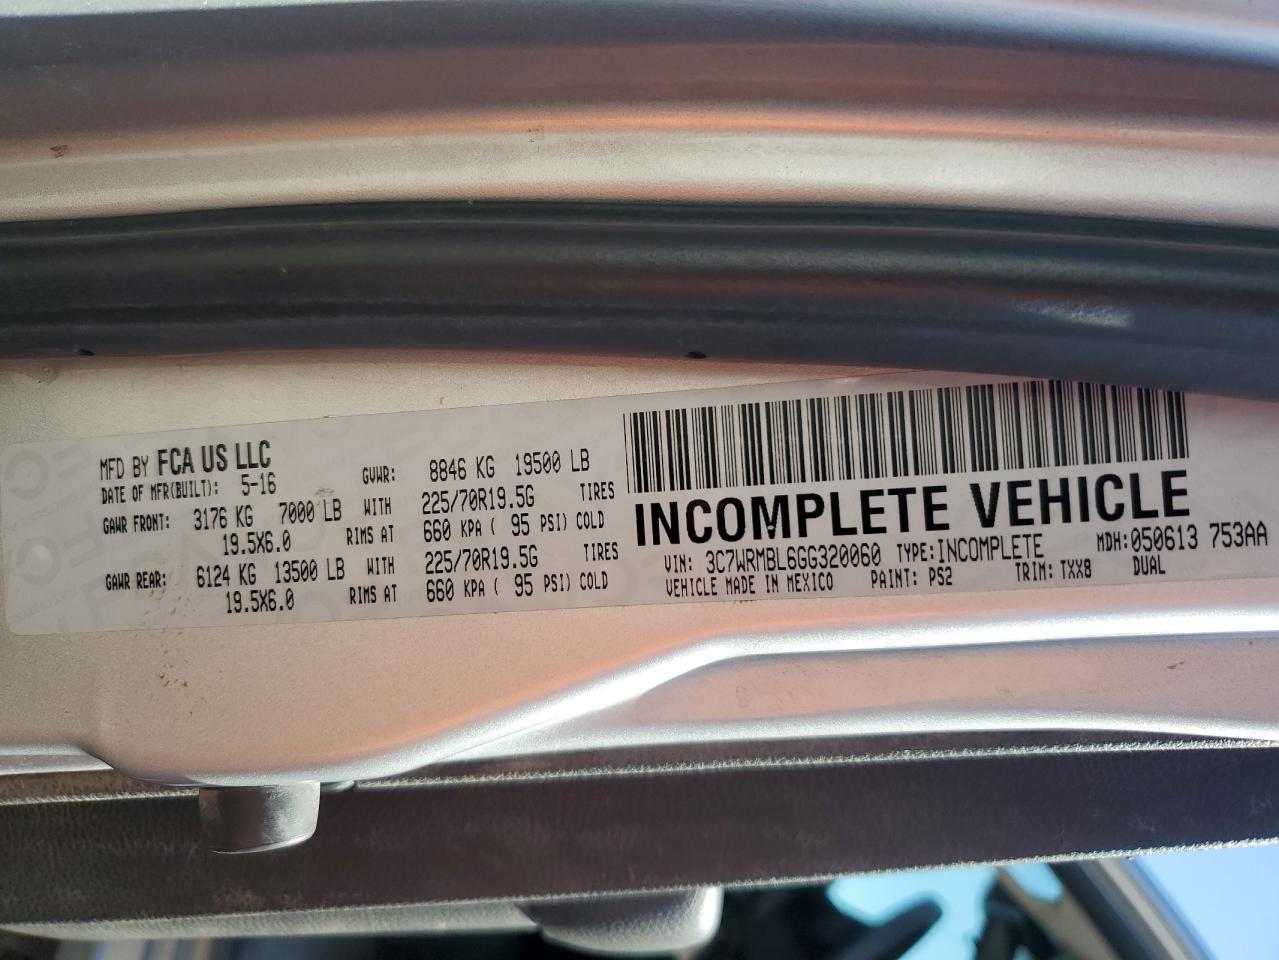 MFD BY FCA US LLC
DATE OF MFR(BUILT): 5-16 GVWR: 8846 KG 19500 LB
GAWR FRONT: 3176 KG 7000 LB WITH 225/70R19.5G TIRES
19.5X6.0 RIMS AT 660 KPA ( 95 PSI) COLD
GAWR REAR: 6124 KG 13500 LB WITH 225/70R19.5G TIRES
19.5X6.0 RIMS AT 660 KPA ( 95 PSI) COLD
INCOMPLETE VEHICLE
VIN: 3C7WRMBL6GG320060 TYPE:INCOMPLETE MDH:050613 753AA
VEHICLE MADE IN MEXICO PAINT: PS2 TRIM: TXX8 DUAL